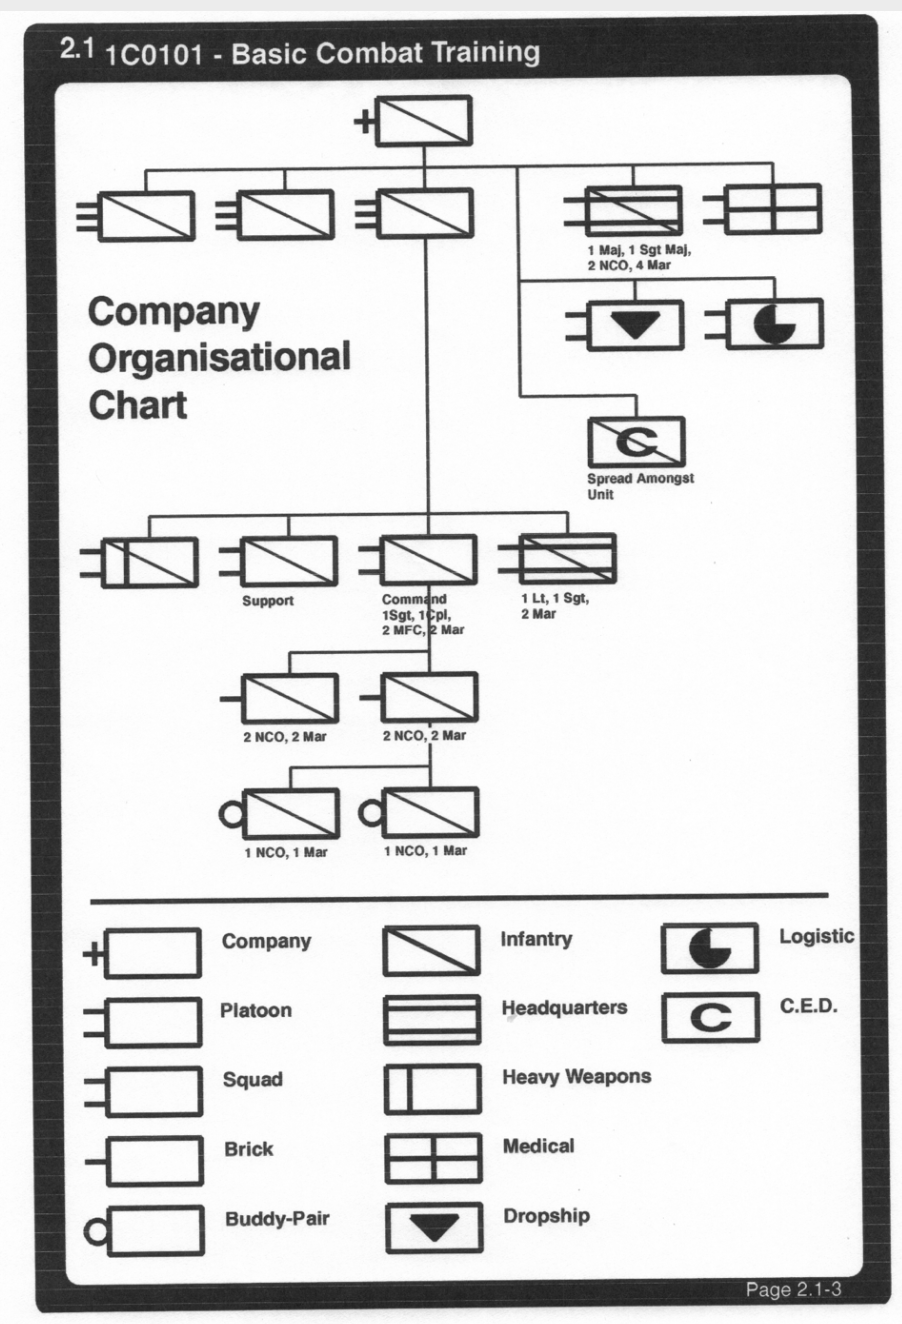 2.1 1C0101 - Basic Combat Training
1 Maj, 1 Sgt Maj,
2 NCO, 4 Mar
Company
Organisational
Chart
C
Spread Amongst
Unit
Support
Command
1Sgt, 1Cpl,
2 MFC, 2 Mar
1 Lt, 1 Sgt,
2 Mar
2 NCO, 2 Mar
2 NCO, 2 Mar
1 NCO, 1 Mar
1 NCO, 1 Mar
Company
Infantry
Logistic
Platoon
Headquarters
C
C.E.D.
Squad
Heavy Weapons
Brick
Medical
Buddy-Pair
Dropship
Page 2.1-3